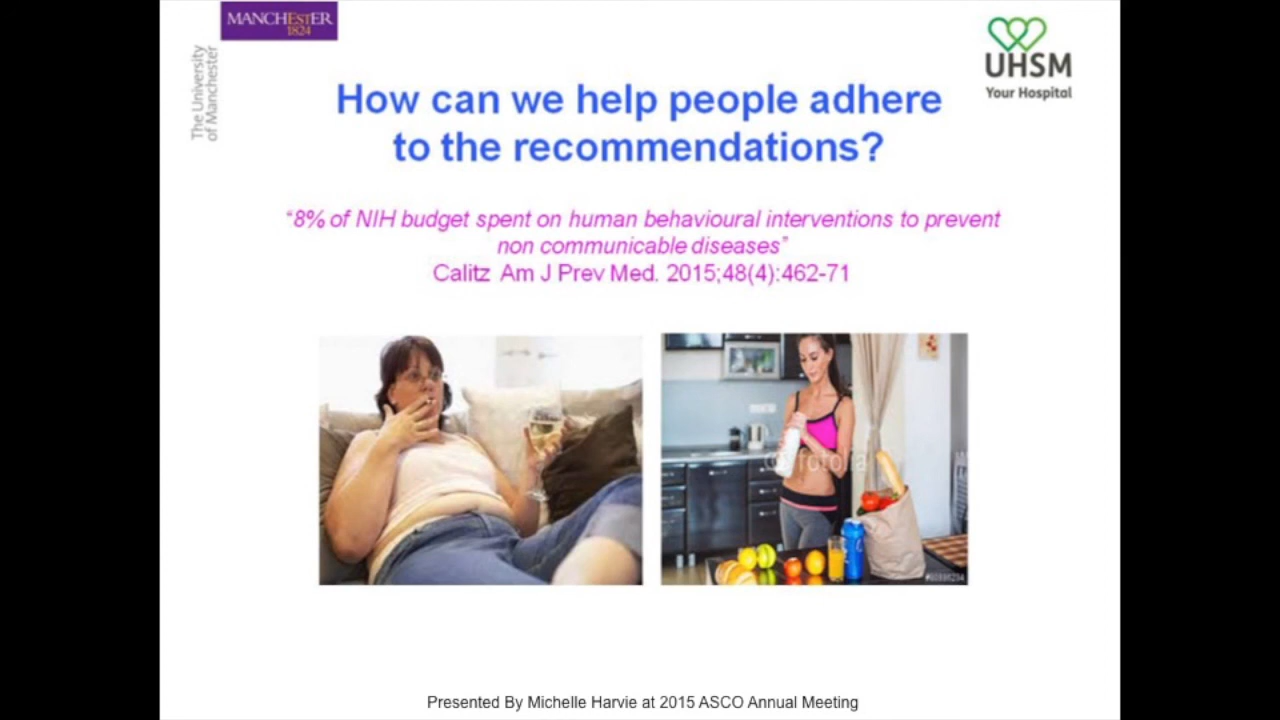 MANCHESTER
1824
The University
of Manchester
UHSM
Your Hospital
How can we help people adhere
to the recommendations?
“8% of NIH budget spent on human behavioural interventions to prevent
non communicable diseases”
Calitz Am J Prev Med. 2015;48(4):462-71
fotolia
Presented By Michelle Harvie at 2015 ASCO Annual Meeting